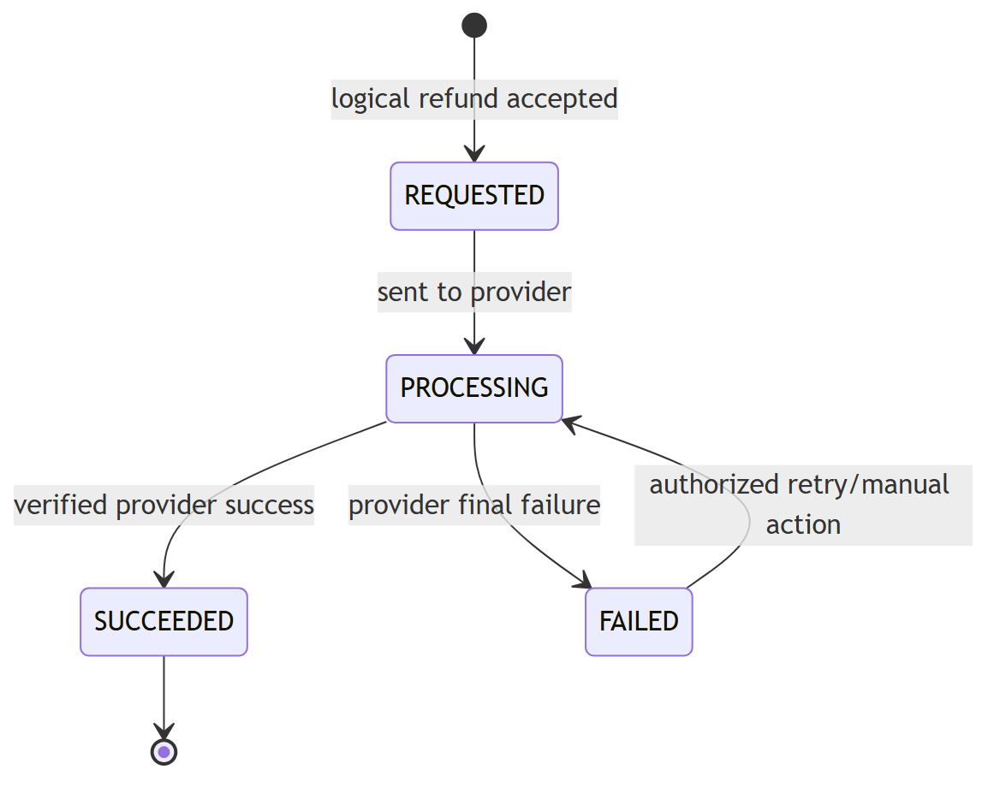 logical refund accepted
REQUESTED
sent to provider
PROCESSING
authorized retry/manual
action
verified provider success
provider final failure
SUCCEEDED
FAILED